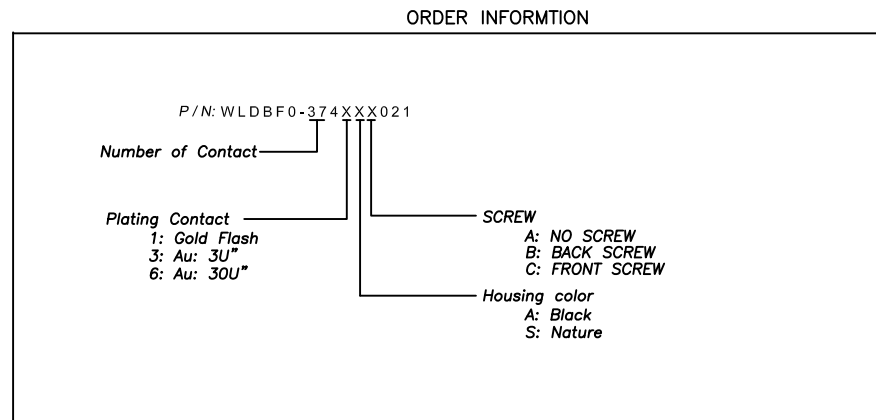 ORDER INFORMTION
P/N: WLDBF0-374XXX021
Number of Contact
Plating Contact
1: Gold Flash
3: Au: 3U"
6: Au: 30U"
SCREW
A: NO SCREW
B: BACK SCREW
C: FRONT SCREW
Housing color
A: Black
S: Nature